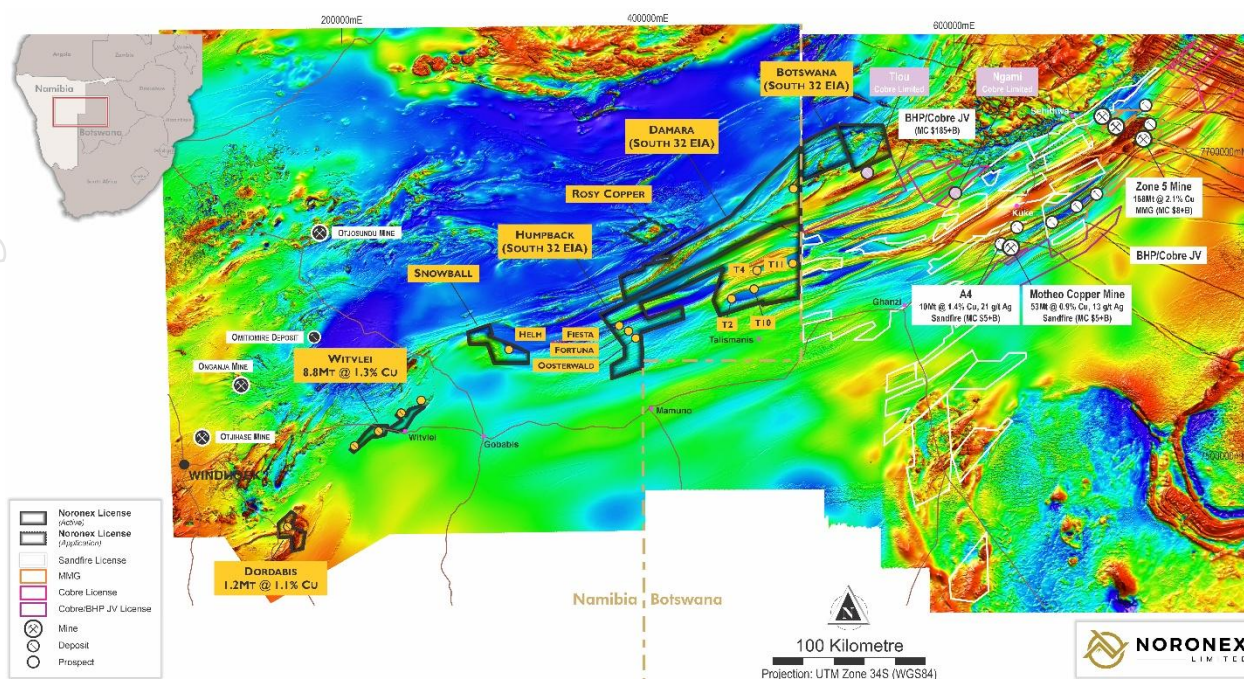 200000mE
400000mE
600000mE
Angola
Zambia
Namibia
Botswana
South Africa
BOTSWANA
(SOUTH 32 EIA)
Tlou
Cobre Limited
Ngami
Cobre Limited
DAMARA
(SOUTH 32 EIA)
BHP/Cobre JV
(MC $185+B)
7700000mN
ROSY COPPER
Zone 5 Mine
168Mt @ 2.1% Cu
MMG (MC $8+B)
Kuke
HUMPBACK
(SOUTH 32 EIA)
OTJOSUNDU MINE
BHP/Cobre JV
SNOWBALL
T4
T11
A4
10Mt @ 1.4% Cu, 21 g/t Ag
Sandfire (MC $5+B)
Motheo Copper Mine
53Mt @ 0.9% Cu, 13 g/t Ag
Sandfire (MC $5+B)
Ghanzi
T2
T10
HELM
FIESTA
FORTUNA
OOSTERWALD
Talismanis
OMITIOMIRE DEPOSIT
ONGANJA MINE
WITVLEI
8.8MT @ 1.3% CU
Mamuno
OTJIHASE MINE
Witvlei
Gobabis
WINDHOEK
DORDABIS
1.2MT @ 1.1% CU
Noronex License
(Active)
Noronex License
(Application)
Sandfire License
MMG
Cobre License
Cobre/BHP JV License
Mine
Deposit
Prospect
Namibia
Botswana
N
100 Kilometre
Projection: UTM Zone 34S (WGS84)
NORONEX
LIMITED